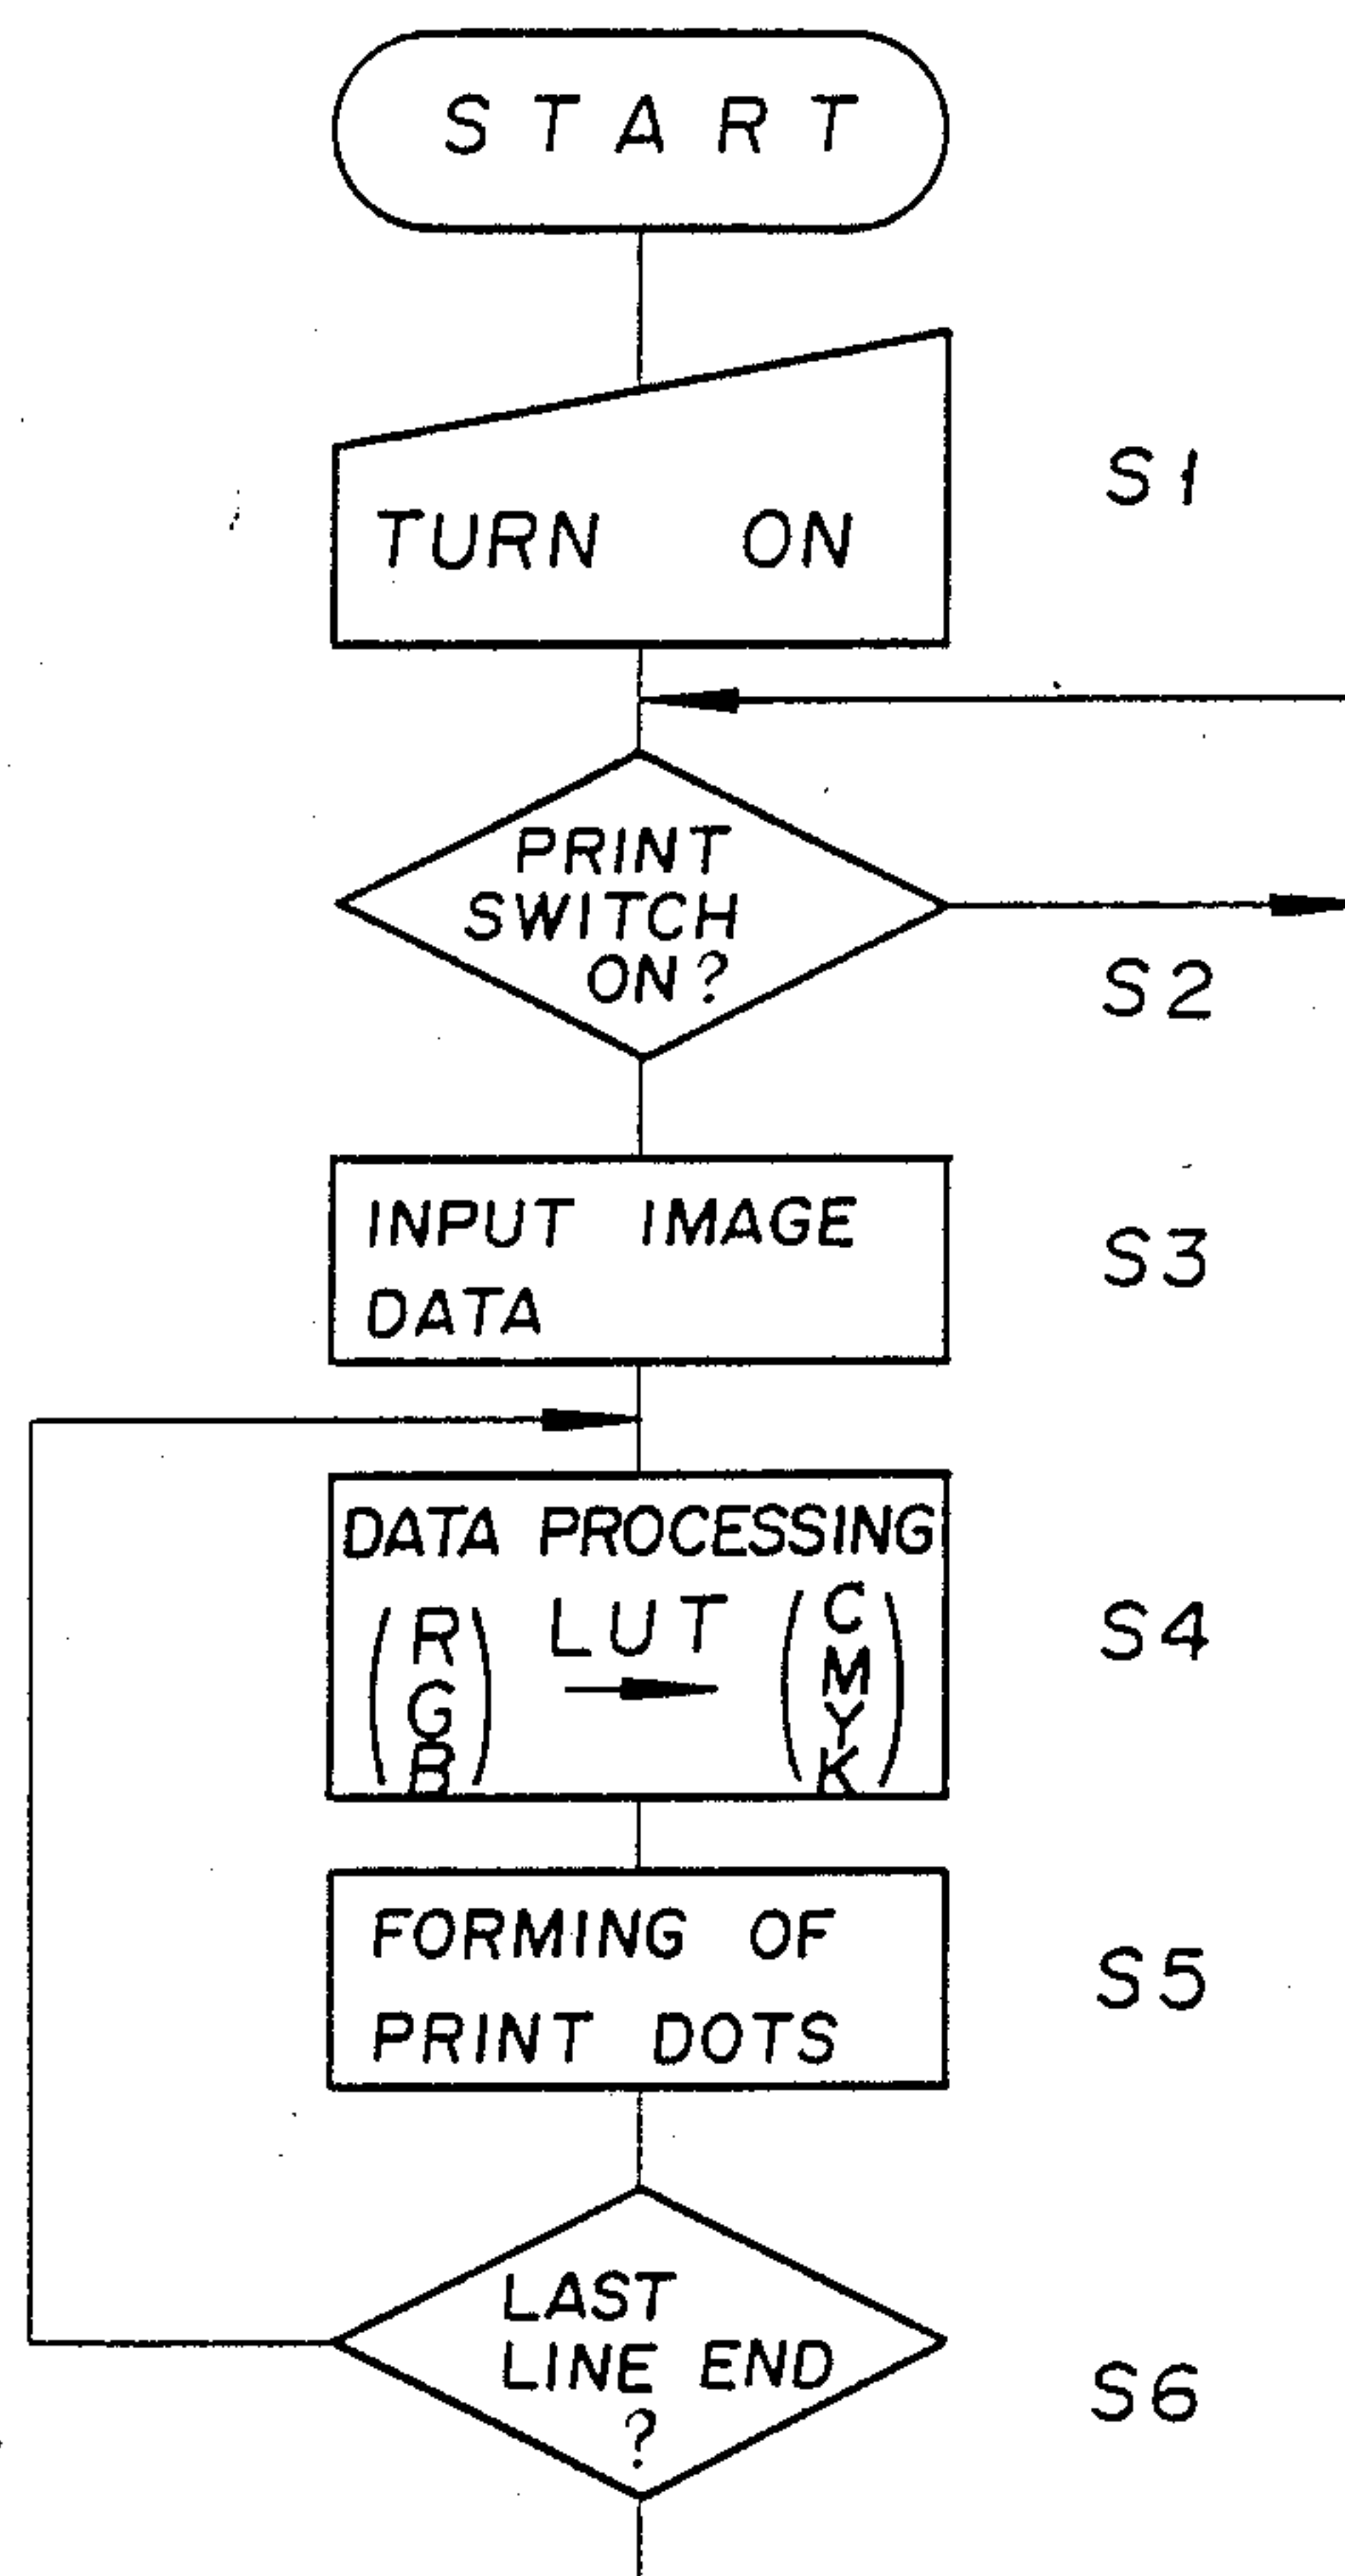 START
TURN ON
S1
PRINT
SWITCH
ON?
S2
INPUT IMAGE
DATA
S3
DATA PROCESSING
(R G B) LUT (C M Y K)
S4
FORMING OF
PRINT DOTS
S5
LAST
LINE END
?
S6